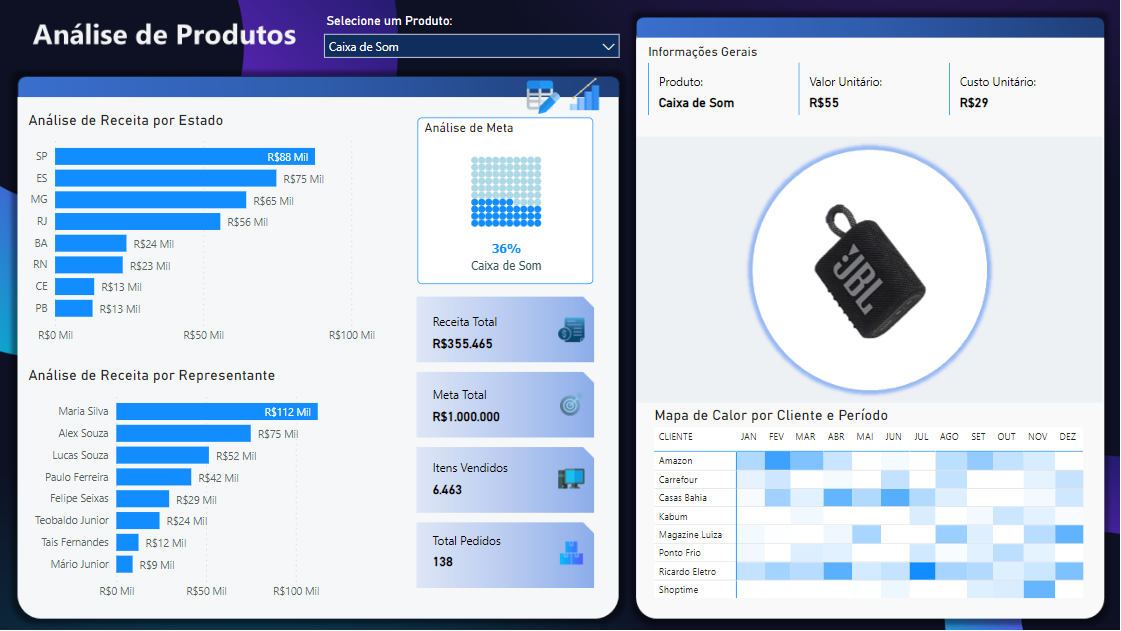 Análise de Produtos
Selecione um Produto:
Caixa de Som
Análise de Receita por Estado
SP R$88 Mil
ES R$75 Mil
MG R$65 Mil
RJ R$56 Mil
BA R$24 Mil
RN R$23 Mil
CE R$13 Mil
PB R$13 Mil
R$0 Mil R$50 Mil R$100 Mil
Análise de Receita por Representante
Maria Silva R$112 Mil
Alex Souza R$75 Mil
Lucas Souza R$52 Mil
Paulo Ferreira R$42 Mil
Felipe Seixas R$29 Mil
Teobaldo Junior R$24 Mil
Tais Fernandes R$12 Mil
Mário Junior R$9 Mil
R$0 Mil R$50 Mil R$100 Mil
Análise de Meta
36%
Caixa de Som
Receita Total
R$355.465
Meta Total
R$1.000.000
Itens Vendidos
6.463
Total Pedidos
138
Informações Gerais
Produto: Valor Unitário: Custo Unitário:
Caixa de Som R$55 R$29
JBL
Mapa de Calor por Cliente e Período
CLIENTE JAN FEV MAR ABR MAI JUN JUL AGO SET OUT NOV DEZ
Amazon
Carrefour
Casas Bahia
Kabum
Magazine Luiza
Ponto Frio
Ricardo Eletro
Shoptime